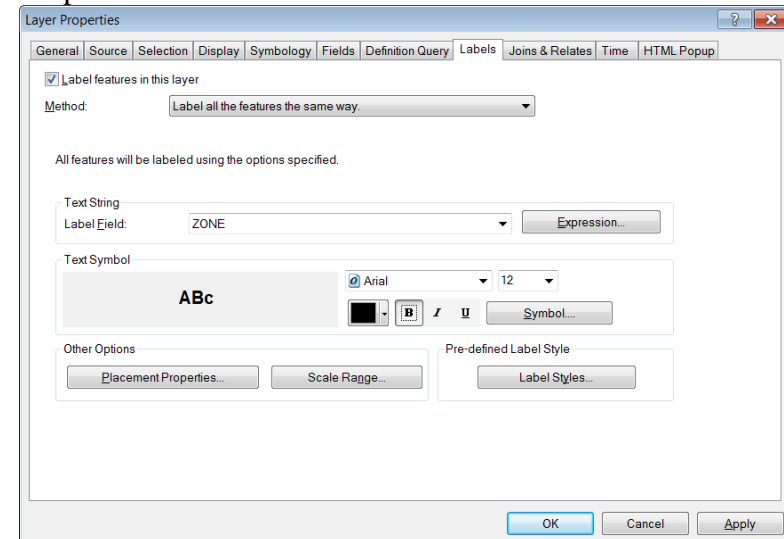 Layer Properties
General Source Selection Display Symbology Fields Definition Query Labels Joins & Relates Time HTML Popup
Label features in this layer
Method: Label all the features the same way.
All features will be labeled using the options specified.
Text String
Label Field: ZONE Expression...
Text Symbol
ABc
Arial 12
B I U Symbol...
Other Options Pre-defined Label Style
Placement Properties... Scale Range... Label Styles...
OK Cancel Apply